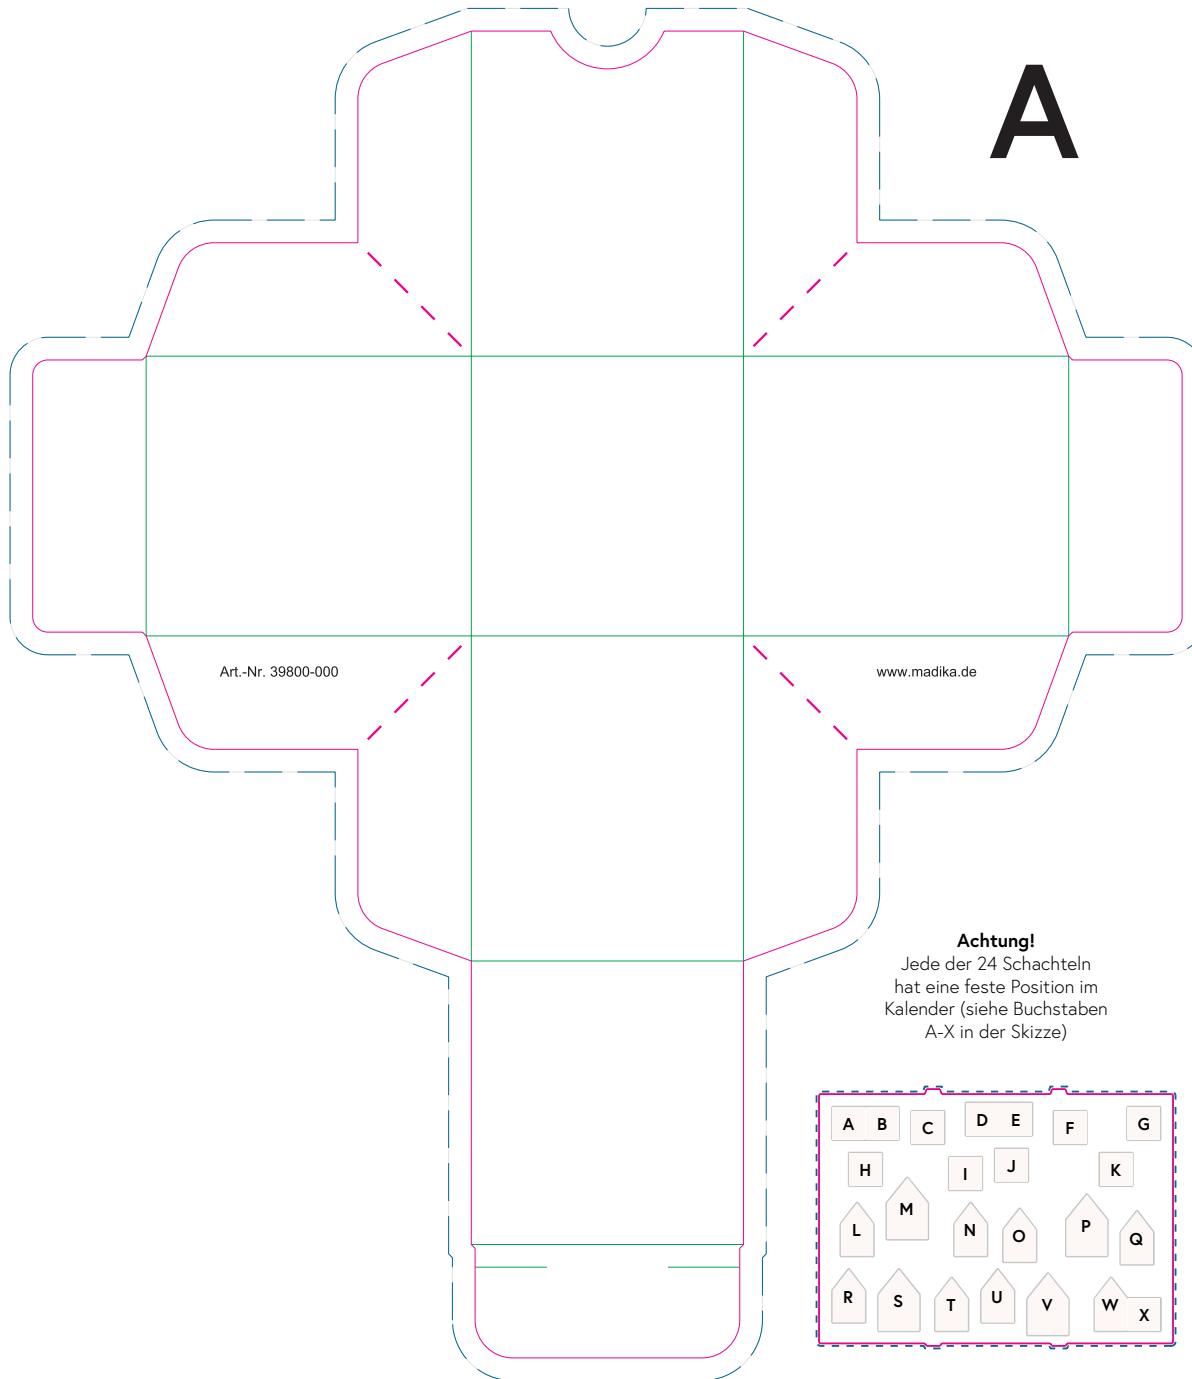 A
Art.-Nr. 39800-000
www.madika.de
Achtung!
Jede der 24 Schachteln
hat eine feste Position im
Kalender (siehe Buchstaben
A-X in der Skizze)
A B C D E F G
H I J K
L M N O P Q
R S T U V W X